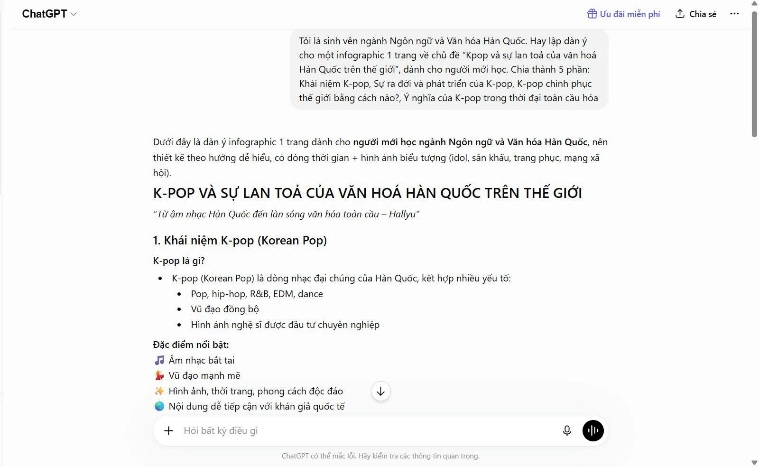 ChatGPT
Ưu đãi miễn phí
Chia sẻ
Tôi là sinh vên ngành Ngôn ngữ và Văn hóa Hàn Quốc. Hay lập dàn ý
cho một infographic 1 trang về chủ đề “Kpop và sự lan toả của văn hoá
Hàn Quốc trên thế giới”, dành cho người mới học. Chia thành 5 phần:
Khái niệm K-pop, Sự ra đời và phát triển của K-pop, K-pop chinh phục
thế giới bằng cách nào?, Ý nghĩa của K-pop trong thời đại toàn cầu hóa
Dưới đây là dàn ý infographic 1 trang dành cho người mới học ngành Ngôn ngữ và Văn hóa Hàn Quốc, nên
thiết kế theo hướng dễ hiểu, có dòng thời gian + hình ảnh biểu tượng (idol, sân khấu, trang phục, mạng xã
hội).
K-POP VÀ SỰ LAN TOẢ CỦA VĂN HOÁ HÀN QUỐC TRÊN THẾ GIỚI
“Từ âm nhạc Hàn Quốc đến làn sóng văn hóa toàn cầu – Hallyu”
1. Khái niệm K-pop (Korean Pop)
K-pop là gì?
K-pop (Korean Pop) là dòng nhạc đại chúng của Hàn Quốc, kết hợp nhiều yếu tố:
Pop, hip-hop, R&B, EDM, dance
Vũ đạo đồng bộ
Hình ảnh nghệ sĩ được đầu tư chuyên nghiệp
Đặc điểm nổi bật:
Âm nhạc bắt tai
Vũ đạo mạnh mẽ
Hình ảnh, thời trang, phong cách độc đáo
Nội dung dễ tiếp cận với khán giả quốc tế
Hỏi bất kỳ điều gì
ChatGPT có thể mắc lỗi. Hãy kiểm tra các thông tin quan trọng.